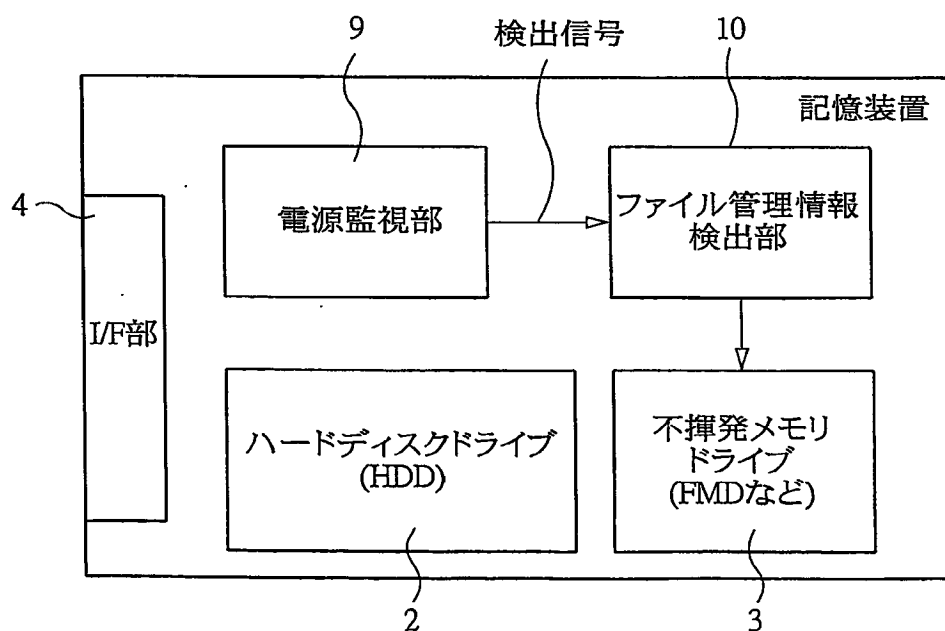 9
検出信号
10
記憶装置
4
電源監視部
ファイル管理情報
検出部
I/F部
ハードディスクドライブ
(HDD)
不揮発メモリ
ドライブ
(FMDなど)
2
3